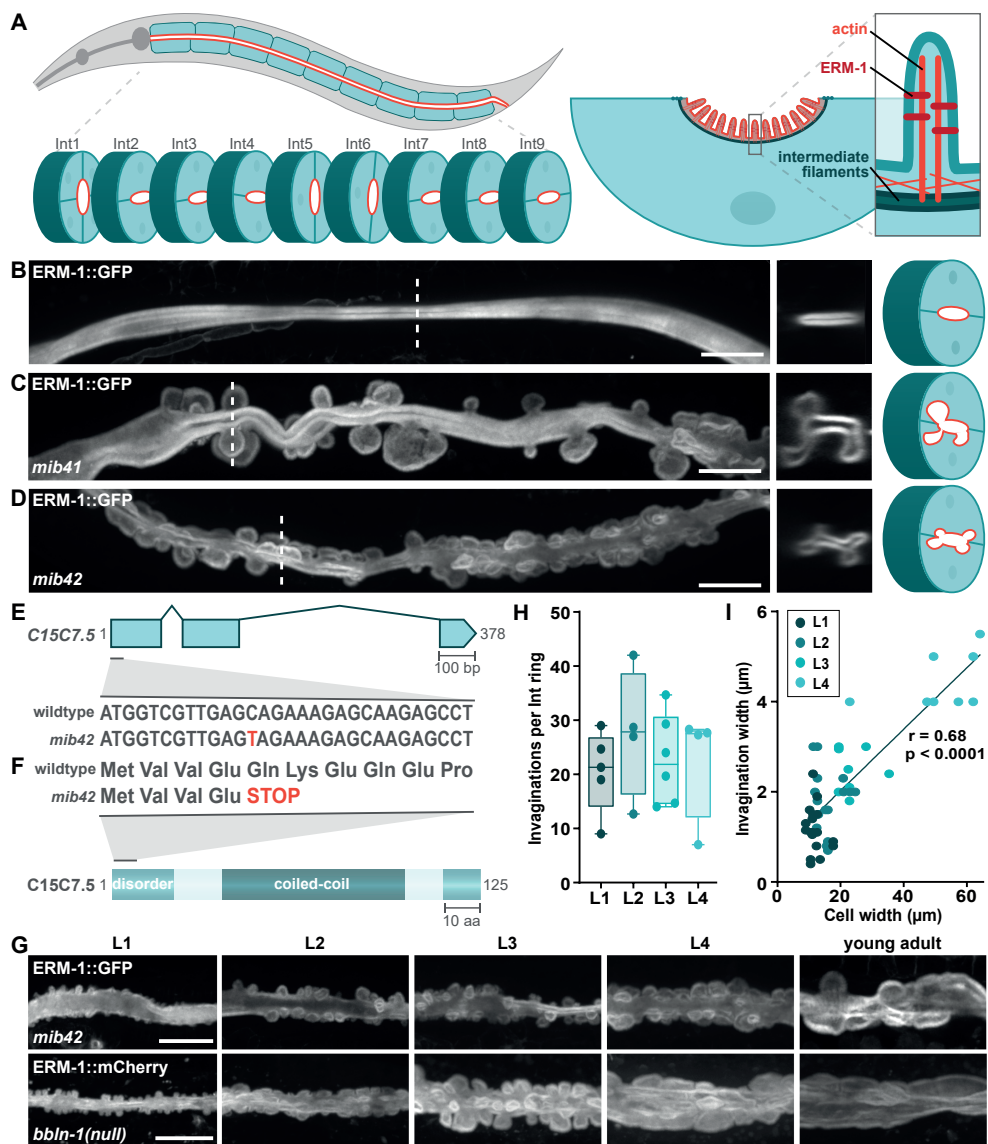 A
Int1 Int2 Int3 Int4 Int5 Int6 Int7 Int8 Int9
actin
ERM-1
intermediate
filaments
B
ERM-1::GFP
C
ERM-1::GFP
mib41
D
ERM-1::GFP
mib42
E
C15C7.5 1 378
100 bp
wildtype ATGGTCGTTGAGCAGAAAGAGCAAGAGCCT
mib42 ATGGTCGTTGAGTAGAAAGAGCAAGAGCCT
F
wildtype Met Val Val Glu Gln Lys Glu Gln Glu Pro
mib42 Met Val Val Glu STOP
C15C7.5 1 disorder coiled-coil 125
10 aa
H
Invaginations per Int ring
50
40
30
20
10
0
L1 L2 L3 L4
I
Invagination width (µm)
6
4
2
0
L1
L2
L3
L4
r = 0.68
p < 0.0001
0 20 40 60
Cell width (µm)
G
L1 L2 L3 L4 young adult
ERM-1::GFP
mib42
ERM-1::mCherry
bbln-1(null)